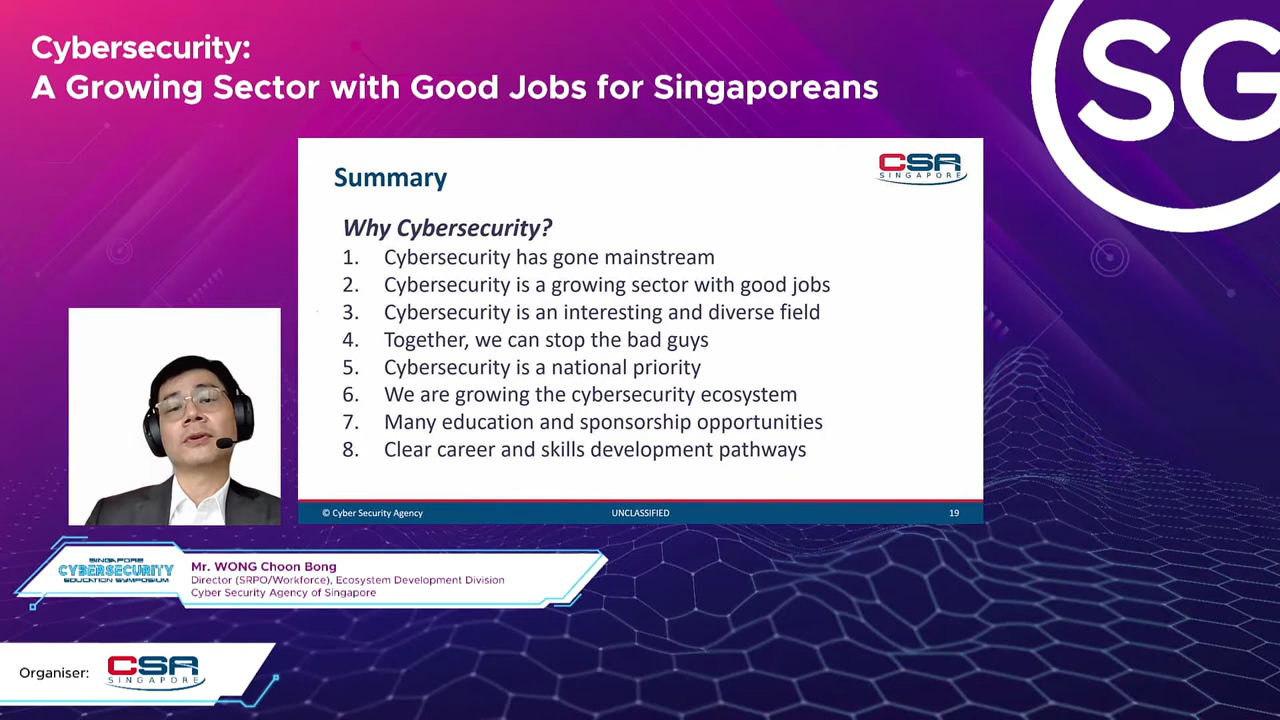 Cybersecurity:
A Growing Sector with Good Jobs for Singaporeans
SG
Summary
CSA
SINGAPORE
Why Cybersecurity?
1. Cybersecurity has gone mainstream
2. Cybersecurity is a growing sector with good jobs
3. Cybersecurity is an interesting and diverse field
4. Together, we can stop the bad guys
5. Cybersecurity is a national priority
6. We are growing the cybersecurity ecosystem
7. Many education and sponsorship opportunities
8. Clear career and skills development pathways
© Cyber Security Agency UNCLASSIFIED 19
SINGAPORE
CYBERSECURITY
EDUCATION SYMPOSIUM
Mr. WONG Choon Bong
Director (SRPO/Workforce), Ecosystem Development Division
Cyber Security Agency of Singapore
Organiser:
CSA
SINGAPORE